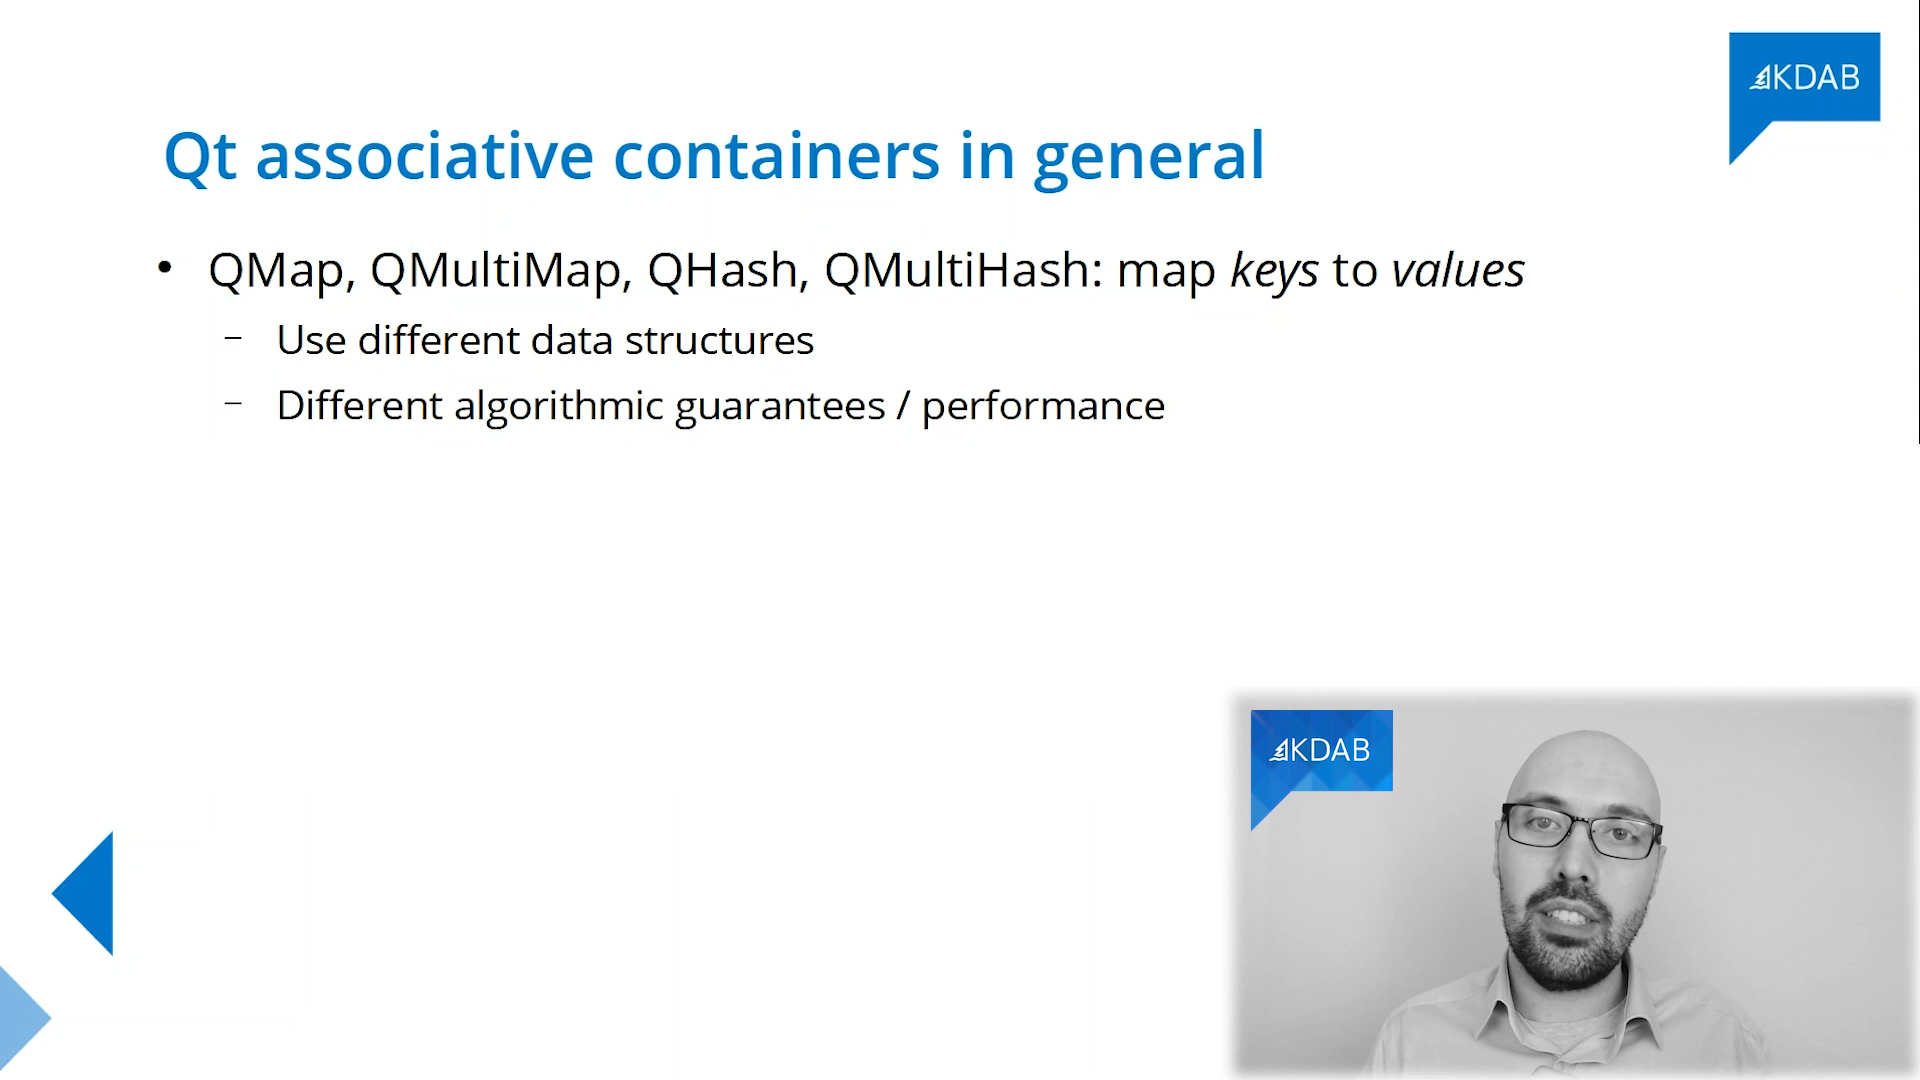 KDAB
Qt associative containers in general
• QMap, QMultiMap, QHash, QMultiHash: map keys to values
– Use different data structures
– Different algorithmic guarantees / performance
KDAB